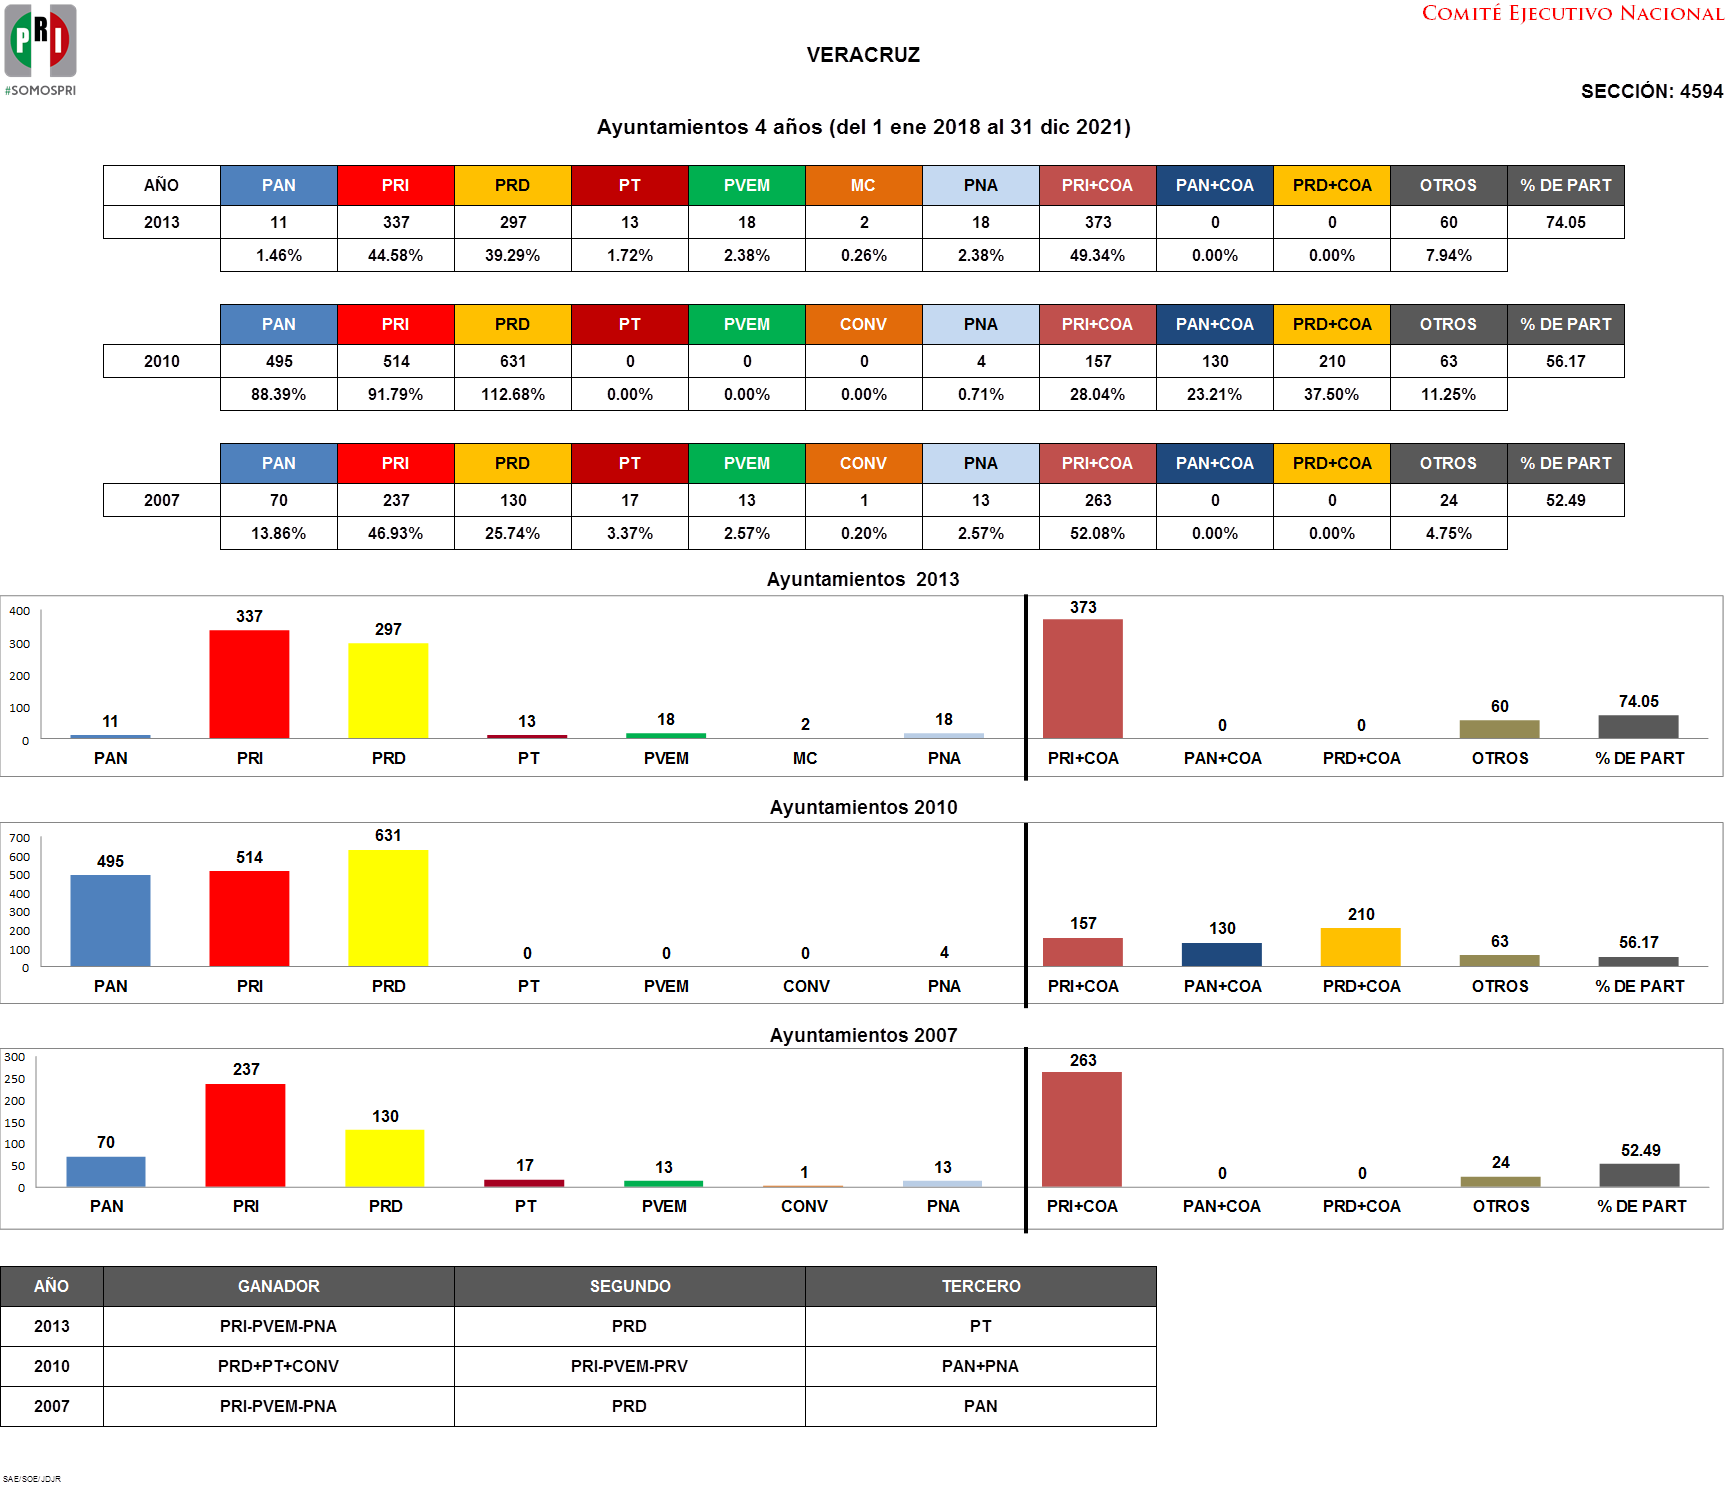 PRI
#SOMOSPRI
COMITÉ EJECUTIVO NACIONAL
VERACRUZ
SECCIÓN: 4594
Ayuntamientos 4 años (del 1 ene 2018 al 31 dic 2021)
AÑO PAN PRI PRD PT PVEM MC PNA PRI+COA PAN+COA PRD+COA OTROS % DE PART
2013 11 337 297 13 18 2 18 373 0 0 60 74.05
1.46% 44.58% 39.29% 1.72% 2.38% 0.26% 2.38% 49.34% 0.00% 0.00% 7.94%
PAN PRI PRD PT PVEM CONV PNA PRI+COA PAN+COA PRD+COA OTROS % DE PART
2010 495 514 631 0 0 0 4 157 130 210 63 56.17
88.39% 91.79% 112.68% 0.00% 0.00% 0.00% 0.71% 28.04% 23.21% 37.50% 11.25%
PAN PRI PRD PT PVEM CONV PNA PRI+COA PAN+COA PRD+COA OTROS % DE PART
2007 70 237 130 17 13 1 13 263 0 0 24 52.49
13.86% 46.93% 25.74% 3.37% 2.57% 0.20% 2.57% 52.08% 0.00% 0.00% 4.75%
Ayuntamientos 2013
400
300
200
100
0
11 337 297 13 18 2 18 373 0 0 60 74.05
PAN PRI PRD PT PVEM MC PNA PRI+COA PAN+COA PRD+COA OTROS % DE PART
Ayuntamientos 2010
700
600
500
400
300
200
100
0
495 514 631 0 0 0 4 157 130 210 63 56.17
PAN PRI PRD PT PVEM CONV PNA PRI+COA PAN+COA PRD+COA OTROS % DE PART
Ayuntamientos 2007
300
250
200
150
100
50
0
70 237 130 17 13 1 13 263 0 0 24 52.49
PAN PRI PRD PT PVEM CONV PNA PRI+COA PAN+COA PRD+COA OTROS % DE PART
AÑO GANADOR SEGUNDO TERCERO
2013 PRI-PVEM-PNA PRD PT
2010 PRD+PT+CONV PRI-PVEM-PRV PAN+PNA
2007 PRI-PVEM-PNA PRD PAN
SAE/SOE/JDJR